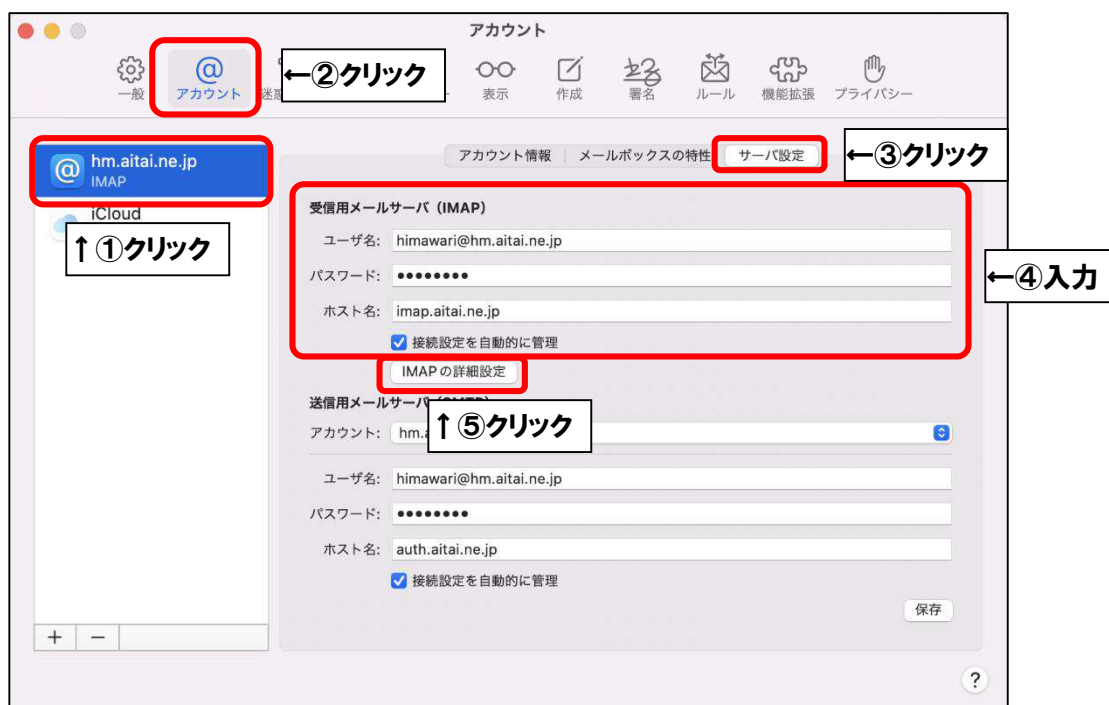 アカウント
@
←②クリック
一般 アカウント 迷惑 表示 作成 署名 ルール 機能拡張 プライバシー
アカウント情報 メールボックスの特性 サーバ設定
←③クリック
@ hm.aitai.ne.jp
IMAP
iCloud
↑①クリック
受信用メールサーバ (IMAP)
ユーザ名: himawari@hm.aitai.ne.jp
パスワード: ●●●●●●●●
←④入力
ホスト名: imap.aitai.ne.jp
接続設定を自動的に管理
IMAPの詳細設定
送信用メールサーバ
↑⑤クリック
アカウント: hm.
ユーザ名: himawari@hm.aitai.ne.jp
パスワード: ●●●●●●●●
ホスト名: auth.aitai.ne.jp
接続設定を自動的に管理
保存
+ −
?